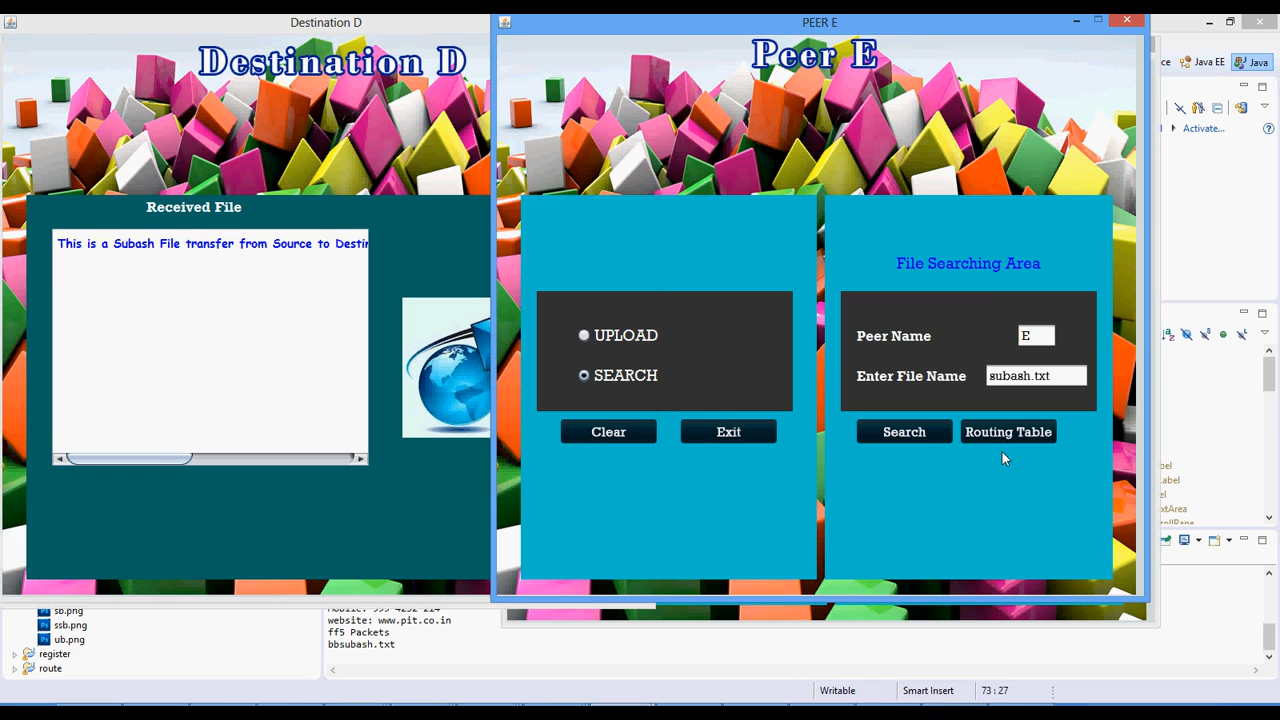 Destination D
PEER E
Destination D
Peer E
Java EE
Java
Activate...
Received File
This is a Subash File transfer from Source to
File Searching Area
UPLOAD
SEARCH
Peer Name
E
Enter File Name
subash.txt
Clear
Exit
Search
Routing Table
sb.png
ssb.png
ub.png
register
route
website: www.pit.co.in
ff5 Packets
bbsubash.txt
Writable
Smart Insert
73 : 27